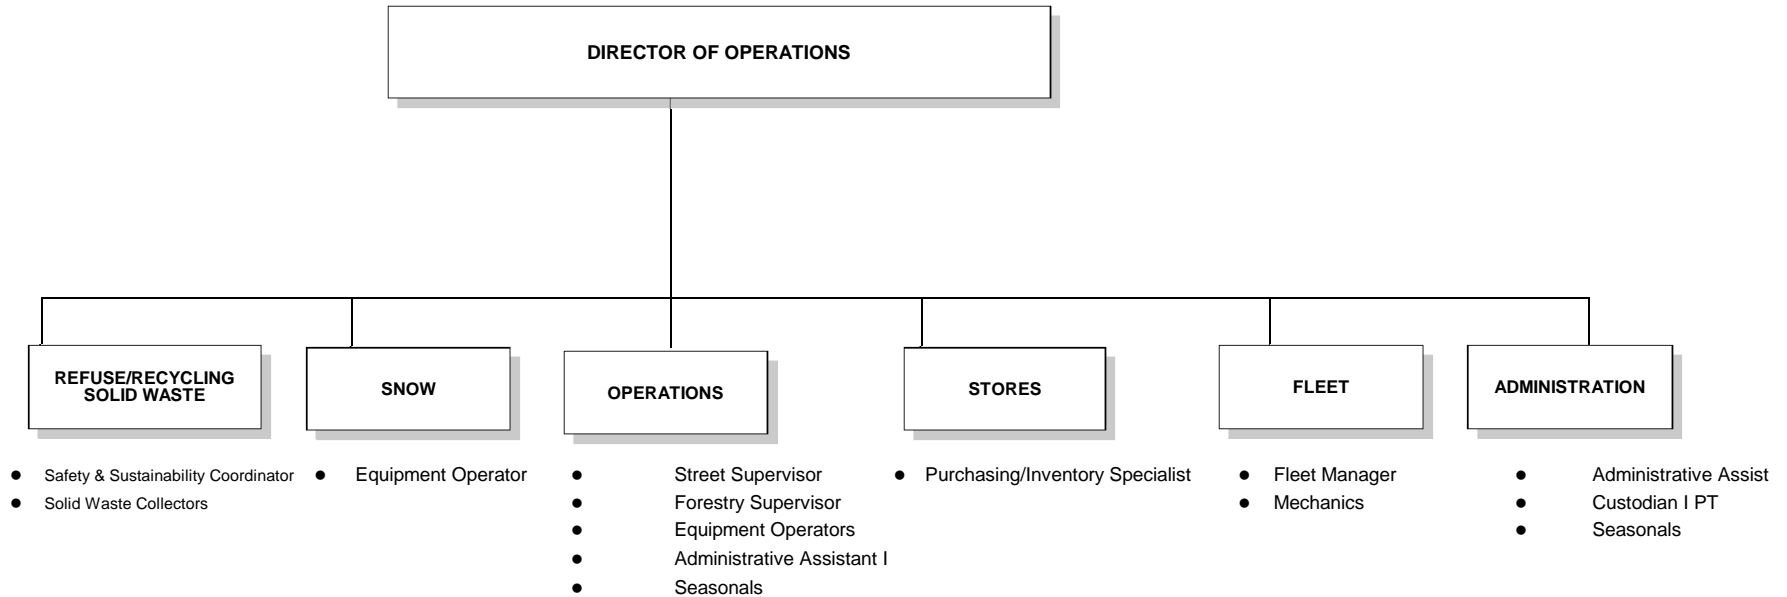 DIRECTOR OF OPERATIONS
REFUSE/RECYCLING
SOLID WASTE
SNOW
OPERATIONS
STORES
FLEET
ADMINISTRATION
● Safety & Sustainability Coordinator
● Solid Waste Collectors
● Equipment Operator
● Street Supervisor
● Forestry Supervisor
● Equipment Operators
● Administrative Assistant I
● Seasonals
● Purchasing/Inventory Specialist
● Fleet Manager
● Mechanics
● Administrative Assist
● Custodian I PT
● Seasonals